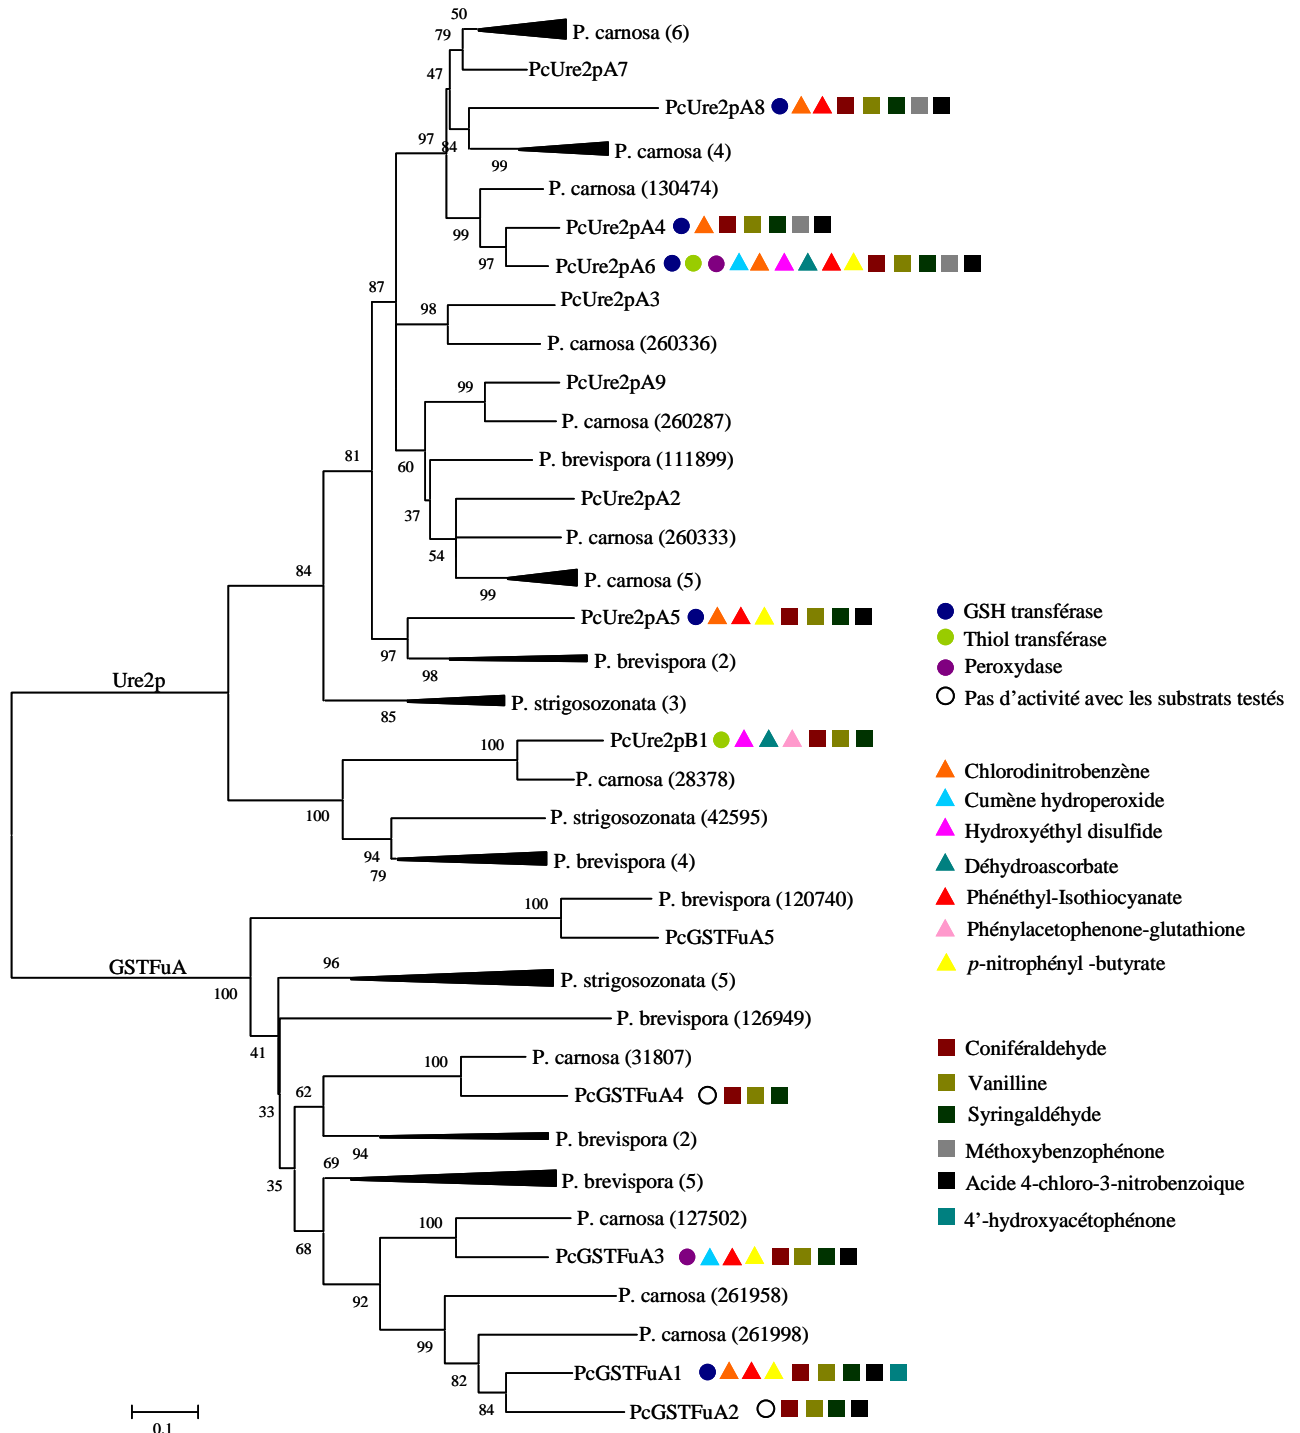 50
P. carnosa (6)
79
PcUre2pA7
47
PcUre2pA8
97
84
P. carnosa (4)
99
P. carnosa (130474)
PcUre2pA4
99
97
PcUre2pA6
87
PcUre2pA3
98
P. carnosa (260336)
PcUre2pA9
99
P. carnosa (260287)
81
60
P. brevispora (111899)
PcUre2pA2
37
P. carnosa (260333)
54
84
P. carnosa (5)
99
PcUre2pA5
97
P. brevispora (2)
98
Ure2p
P. strigosozonata (3)
85
PcUre2pB1
100
P. carnosa (28378)
100
P. strigosozonata (42595)
94
P. brevispora (4)
79
P. brevispora (120740)
100
PcGSTFuA5
GSTFuA
96
P. strigosozonata (5)
100
P. brevispora (126949)
41
P. carnosa (31807)
100
62
PcGSTFuA4
33
P. brevispora (2)
94
69
P. brevispora (5)
35
P. carnosa (127502)
100
68
PcGSTFuA3
P. carnosa (261958)
92
P. carnosa (261998)
99
PcGSTFuA1
82
84
PcGSTFuA2
0.1
GSH transférase
Thiol transférase
Peroxydase
Pas d’activité avec les substrats testés
Chlorodinitrobenzène
Cumène hydroperoxide
Hydroxyéthyl disulfide
Déhydroascorbate
Phénéthyl-Isothiocyanate
Phénylacetophenone-glutathione
p-nitrophényl -butyrate
Coniféraldehyde
Vanilline
Syringaldéhyde
Méthoxybenzophénone
Acide 4-chloro-3-nitrobenzoique
4’-hydroxyacétophénone